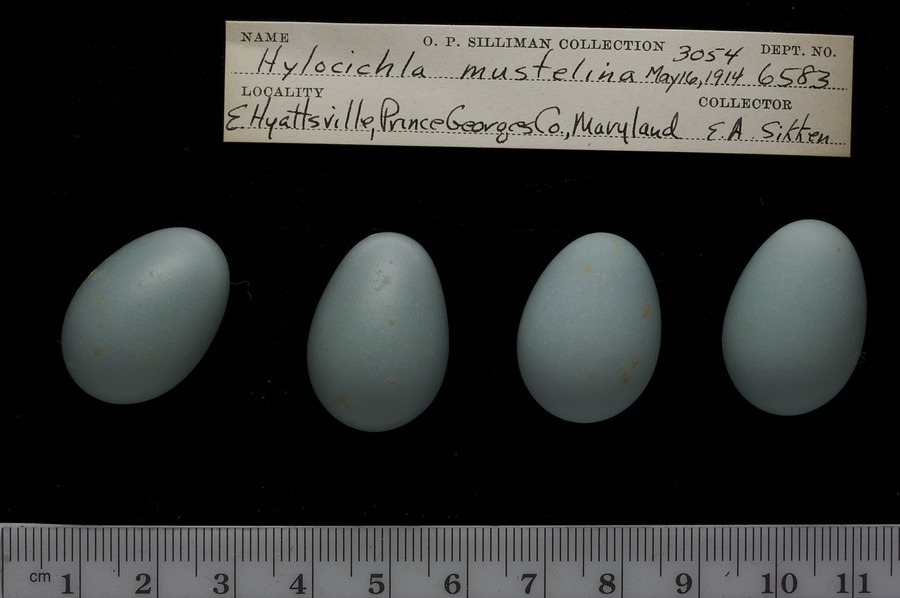 NAME O. P. SILLIMAN COLLECTION 3054 DEPT. NO.
Hylocichla mustelina May 16, 1914 6583
LOCALITY COLLECTOR
E. Hyattsville, Prince Georges Co., Maryland E. A. Sitten
cm 1 2 3 4 5 6 7 8 9 10 11